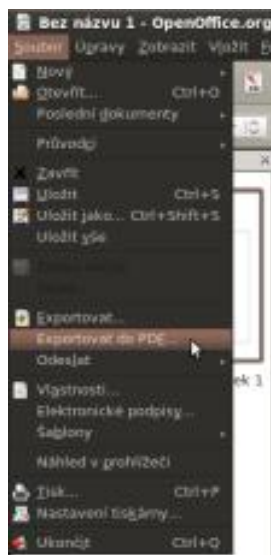 Bez názvu 1 - OpenOffice.org
Soubor Úpravy Zobrazit Vložit F
Nový
Otevřít... Ctrl+O
Poslední dokumenty
Průvodci
Zavřít
Uložit Ctrl+S
Uložit jako... Ctrl+Shift+S
Uložit vše
Exportovat...
Exportovat do PDF...
Odeslat
ek 1
Vlastnosti...
Elektronické podpisy...
Šablony
Náhled v prohlížeči
Tisk... Ctrl+P
Nastavení tiskárny...
Ukončit Ctrl+Q